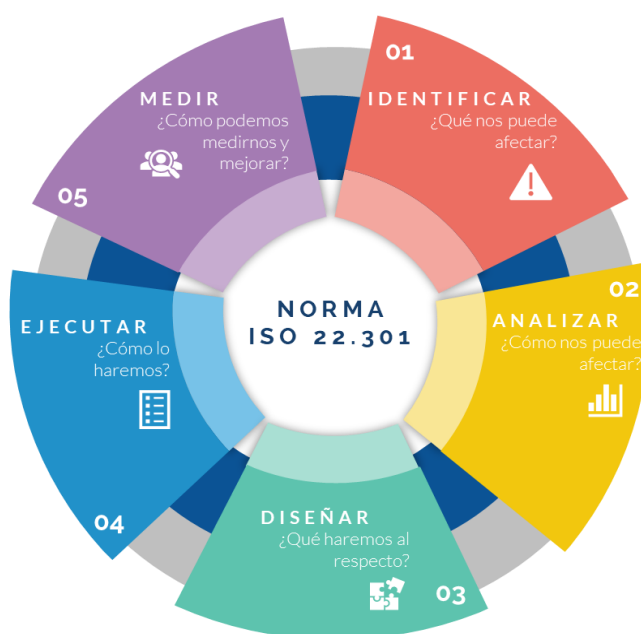 NORMA
ISO 22.301
01
IDENTIFICAR
¿Qué nos puede
afectar?
02
ANALIZAR
¿Cómo nos puede
afectar?
DISEÑAR
¿Qué haremos al
respecto?
03
EJECUTAR
¿Cómo lo
haremos?
04
MEDIR
¿Cómo podemos
medirnos y
mejorar?
05